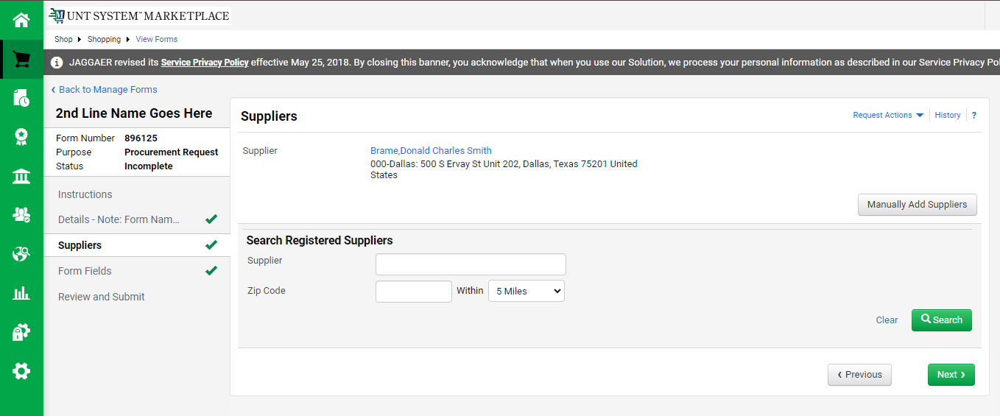 UNT SYSTEM™ MARKETPLACE
Shop Shopping View Forms
i JAGGAER revised its Service Privacy Policy effective May 25, 2018. By closing this banner, you acknowledge that when you use our Solution, we process your personal information as described in our Service Privacy Pol
‹ Back to Manage Forms
2nd Line Name Goes Here
Form Number 896125
Purpose Procurement Request
Status Incomplete
Instructions
Details - Note: Form Nam...
Suppliers
Form Fields
Review and Submit
Suppliers
Request Actions History ?
Supplier Brame,Donald Charles Smith
000-Dallas: 500 S Ervay St Unit 202, Dallas, Texas 75201 United
States
Manually Add Suppliers
Search Registered Suppliers
Supplier
Zip Code Within 5 Miles
Clear Search
‹ Previous Next ›